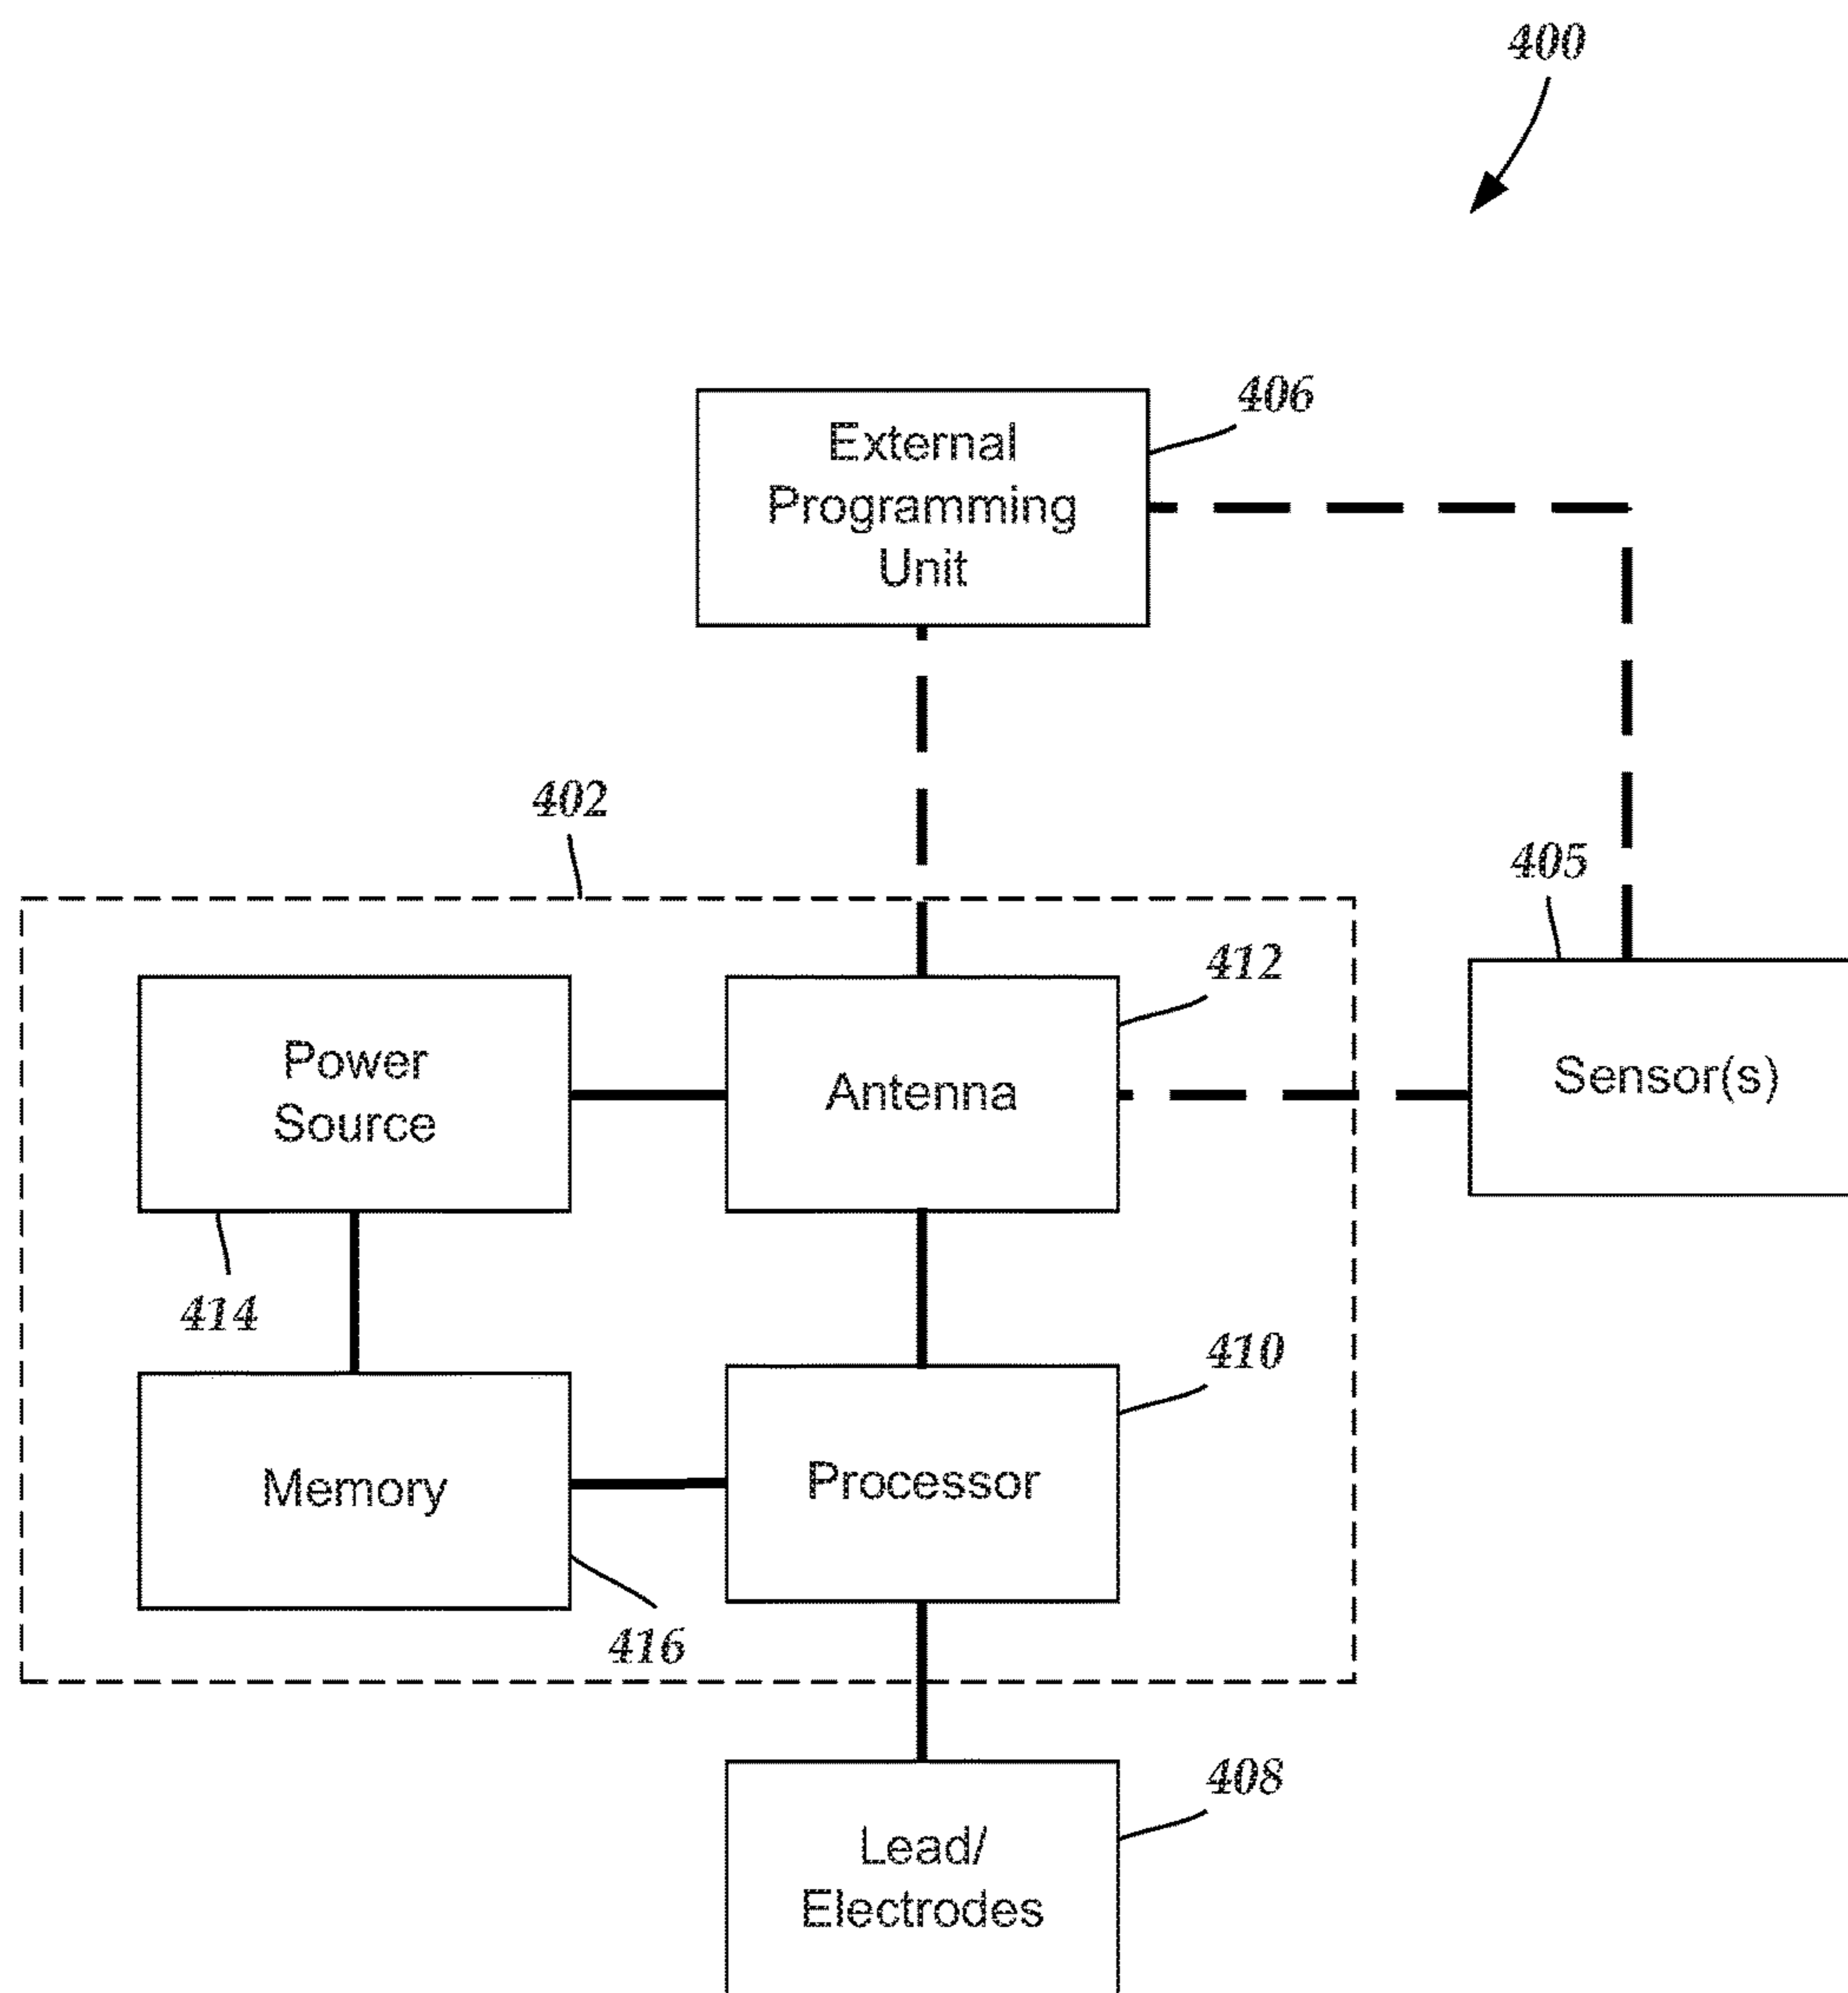 400
406
External
Programming
Unit
402
405
412
Power
Source
Antenna
Sensor(s)
414
410
Memory
Processor
416
408
Lead/
Electrodes